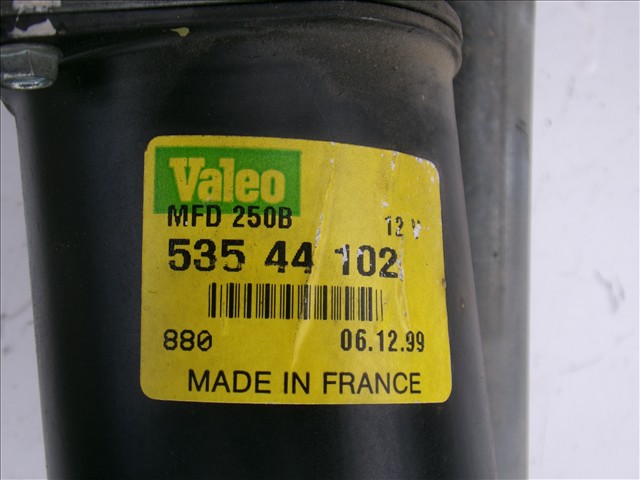 Valeo
MFD 250B 12 V
535 44 102
880 06.12.99
MADE IN FRANCE